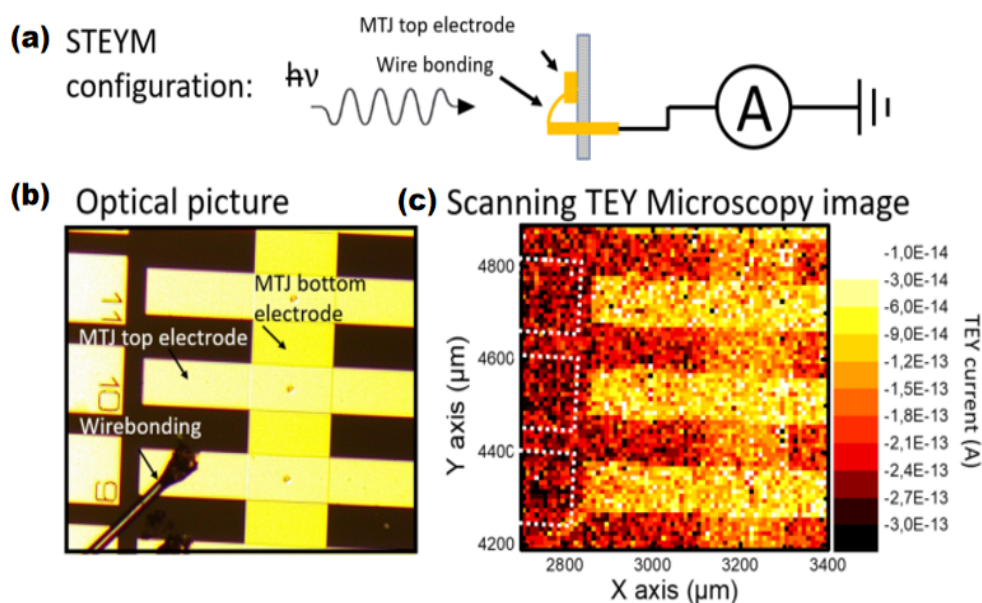 (a) STEYM
configuration:
hν
MTJ top electrode
Wire bonding
A
(b) Optical picture
MTJ bottom
electrode
MTJ top electrode
Wirebonding
11
10
9
(c) Scanning TEY Microscopy image
4800
4600
4400
4200
Y axis (μm)
2800 3000 3200 3400
X axis (μm)
-1,0E-14
-3,0E-14
-6,0E-14
-9,0E-14
-1,2E-13
-1,5E-13
-1,8E-13
-2,1E-13
-2,4E-13
-2,7E-13
-3,0E-13
TEY current (A)